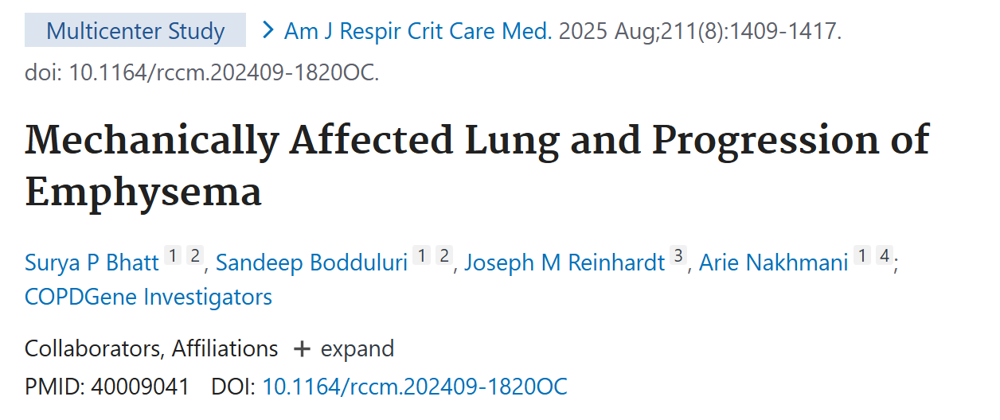 Multicenter Study > Am J Respir Crit Care Med. 2025 Aug;211(8):1409-1417.
doi: 10.1164/rccm.202409-1820OC.
Mechanically Affected Lung and Progression of
Emphysema
Surya P Bhatt 1 2, Sandeep Bodduluri 1 2, Joseph M Reinhardt 3, Arie Nakhmani 1 4;
COPDGene Investigators
Collaborators, Affiliations + expand
PMID: 40009041 DOI: 10.1164/rccm.202409-1820OC